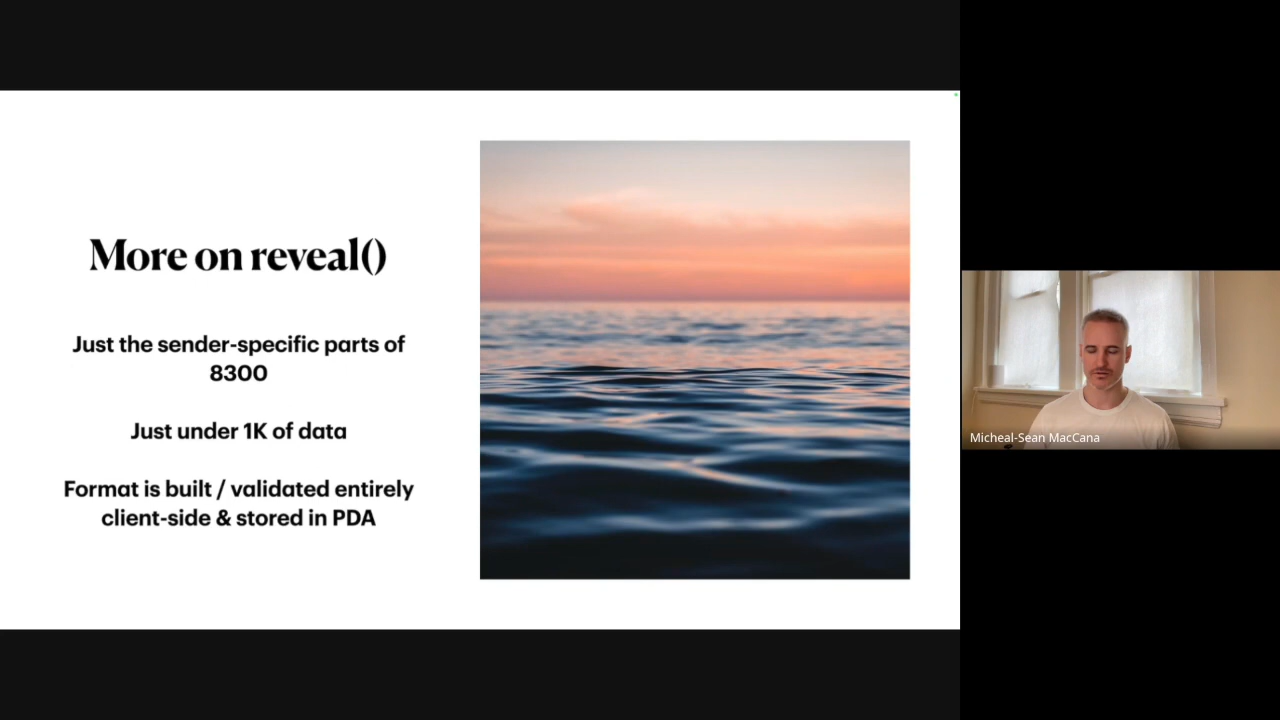 More on reveal()
Just the sender-specific parts of
8300
Just under 1K of data
Format is built / validated entirely
client-side & stored in PDA
Micheal-Sean MacCana